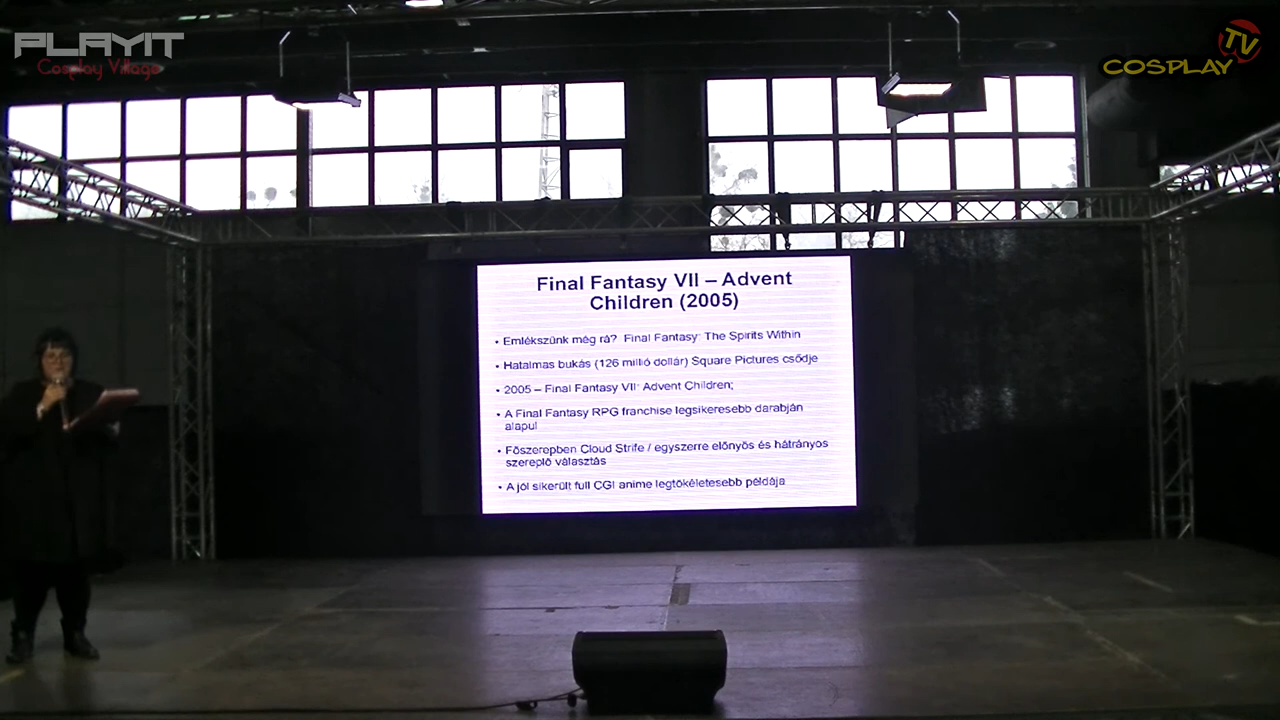 PLAYIT
Cosplay Village
COSPLAY TV
Final Fantasy VII – Advent
Children (2005)
• Emlékszünk még rá? Final Fantasy: The Spirits Within
• Hatalmas bukás (126 millió dollár) Square Pictures csődje
• 2005 – Final Fantasy VII: Advent Children;
• A Final Fantasy RPG franchise legsikeresebb darabján
alapul
• Főszerepben Cloud Strife / egyszerre előnyös és hátrányos
szereplő választás
• A jól sikerült full CGI anime legtökéletesebb példája